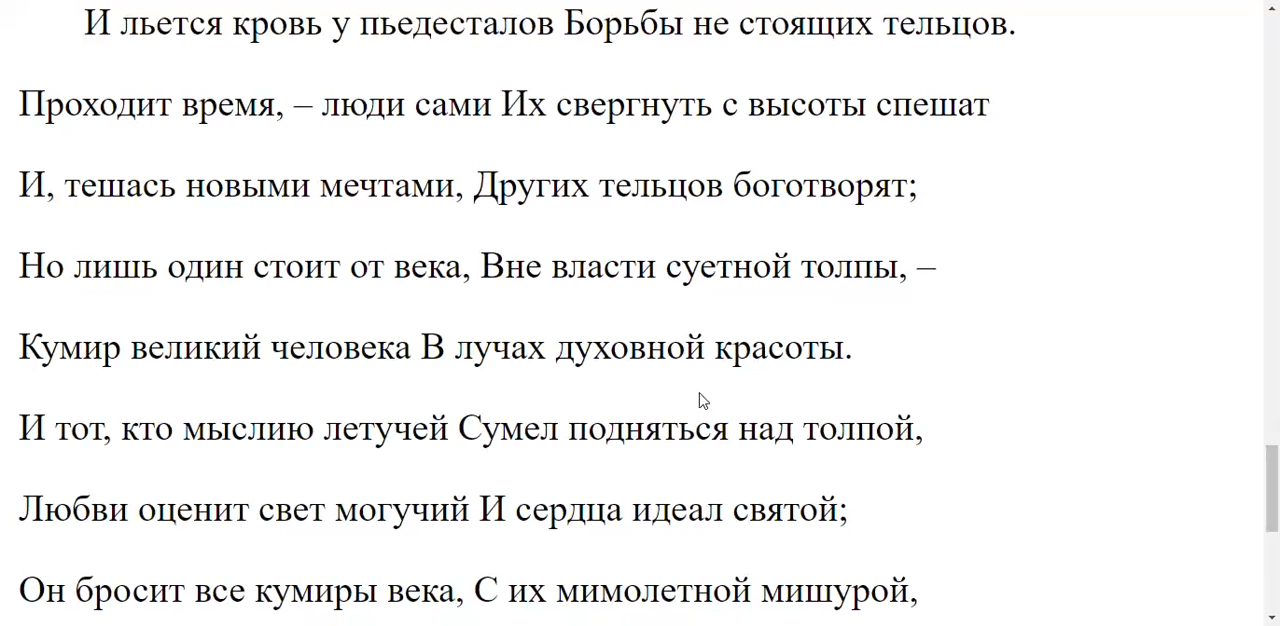 И льется кровь у пьедесталов Борьбы не стоящих тельцов.
Проходит время, – люди сами Их свергнуть с высоты спешат
И, тешась новыми мечтами, Других тельцов боготворят;
Но лишь один стоит от века, Вне власти суетной толпы, –
Кумир великий человека В лучах духовной красоты.
И тот, кто мыслию летучей Сумел подняться над толпой,
Любви оценит свет могучий И сердца идеал святой;
Он бросит все кумиры века, С их мимолетной мишурой,